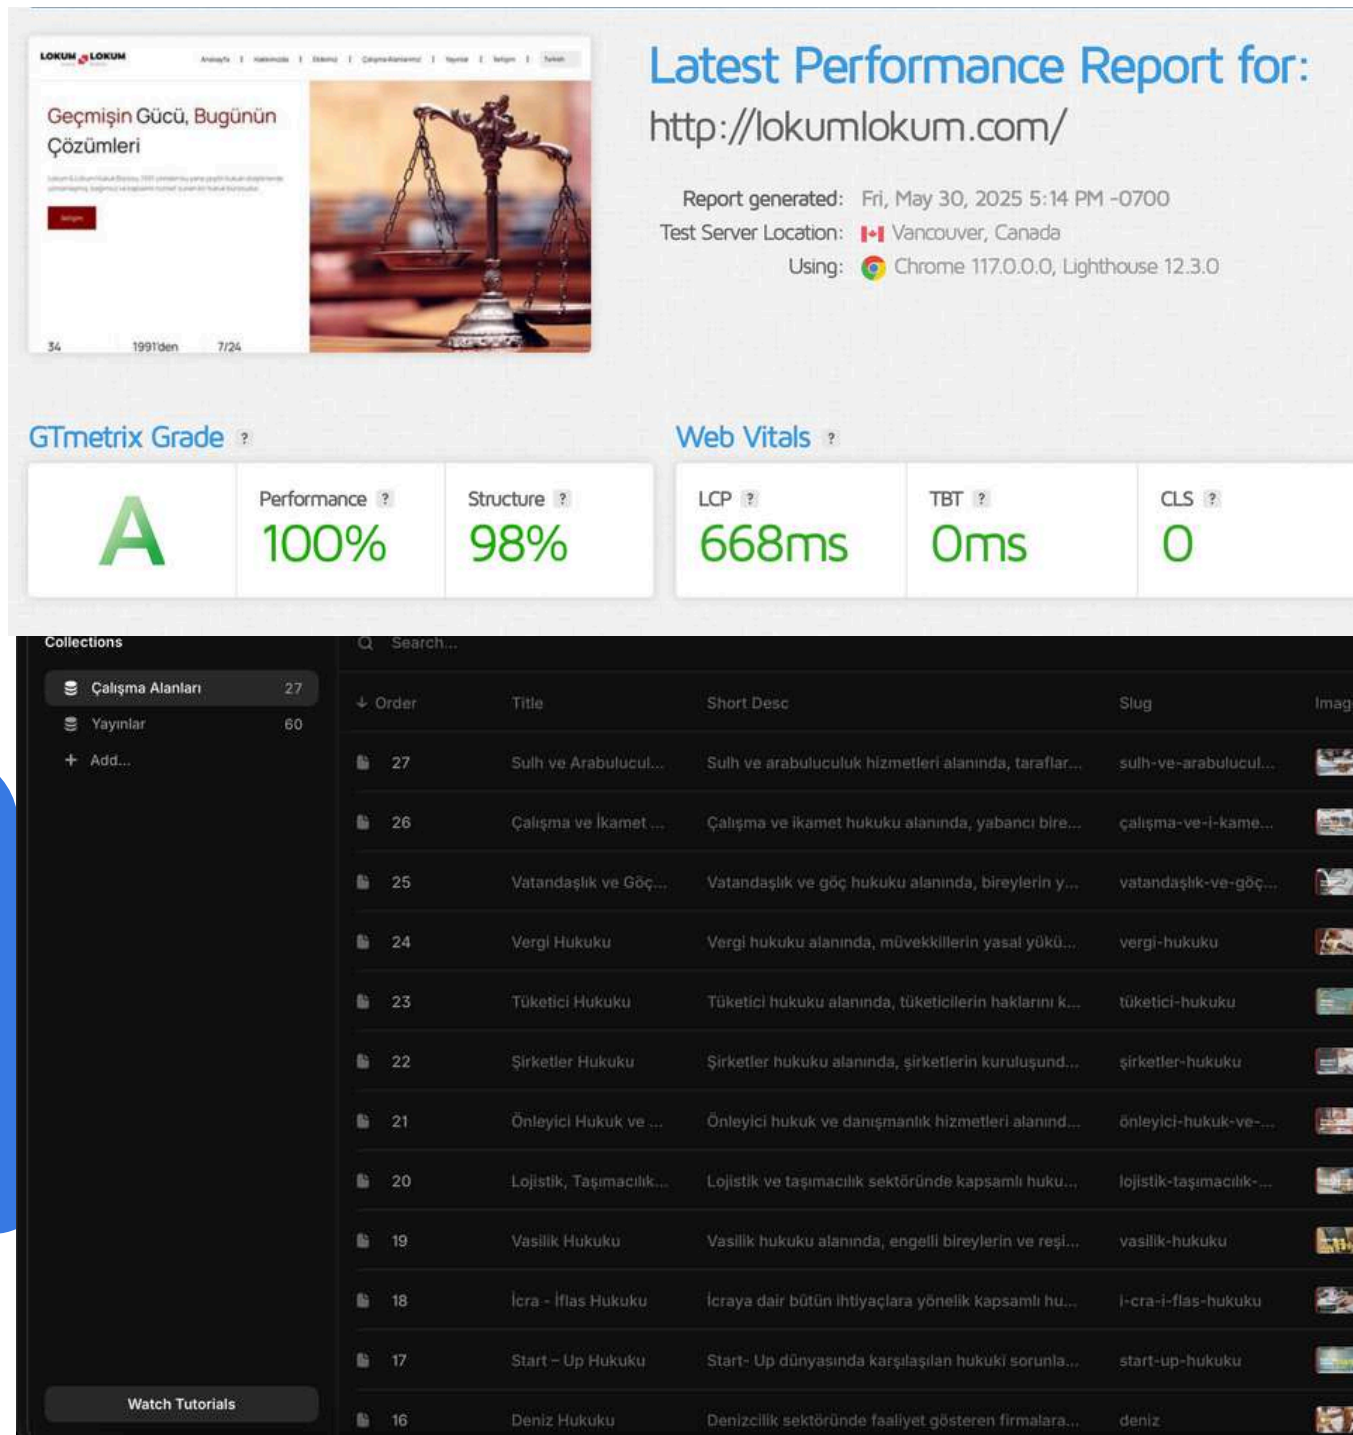 LOKUM LOKUM
Anasayfa | Hakkımızda | Ekibimiz | Çalışma Alanlarımız | Yayınlar | İletişim | Turkish
Geçmişin Gücü, Bugünün
Çözümleri
İletişim
34 1991'den 7/24
Latest Performance Report for:
http://lokumlokum.com/
Report generated: Fri, May 30, 2025 5:14 PM -0700
Test Server Location: Vancouver, Canada
Using: Chrome 117.0.0.0, Lighthouse 12.3.0
GTmetrix Grade ?
A
Performance ?
100%
Structure ?
98%
Web Vitals ?
LCP ?
668ms
TBT ?
0ms
CLS ?
0
Collections
Çalışma Alanları 27
Yayınlar 60
+ Add...
Watch Tutorials
Search...
↓ Order Title Short Desc Slug Imag
27 Sulh ve Arabulucul... Sulh ve arabuluculuk hizmetleri alanında, taraflar... sulh-ve-arabulucul...
26 Çalışma ve İkamet ... Çalışma ve ikamet hukuku alanında, yabancı bire... çalışma-ve-i-kame...
25 Vatandaşlık ve Göç... Vatandaşlık ve göç hukuku alanında, bireylerin y... vatandaşlık-ve-göç...
24 Vergi Hukuku Vergi hukuku alanında, müvekkillerin yasal yükü... vergi-hukuku
23 Tüketici Hukuku Tüketici hukuku alanında, tüketicilerin haklarını k... tüketici-hukuku
22 Şirketler Hukuku Şirketler hukuku alanında, şirketlerin kuruluşund... şirketler-hukuku
21 Önleyici Hukuk ve ... Önleyici hukuk ve danışmanlık hizmetleri alanınd... önleyici-hukuk-ve-...
20 Lojistik, Taşımacılık... Lojistik ve taşımacılık sektöründe kapsamlı huku... lojistik-taşımacılık-...
19 Vasilik Hukuku Vasilik hukuku alanında, engelli bireylerin ve reşi... vasilik-hukuku
18 İcra - İflas Hukuku İcraya dair bütün ihtiyaçlara yönelik kapsamlı hu... i-cra-i-flas-hukuku
17 Start – Up Hukuku Start- Up dünyasında karşılaşılan hukuki sorunla... start-up-hukuku
16 Deniz Hukuku Denizcilik sektöründe faaliyet gösteren firmalara... deniz